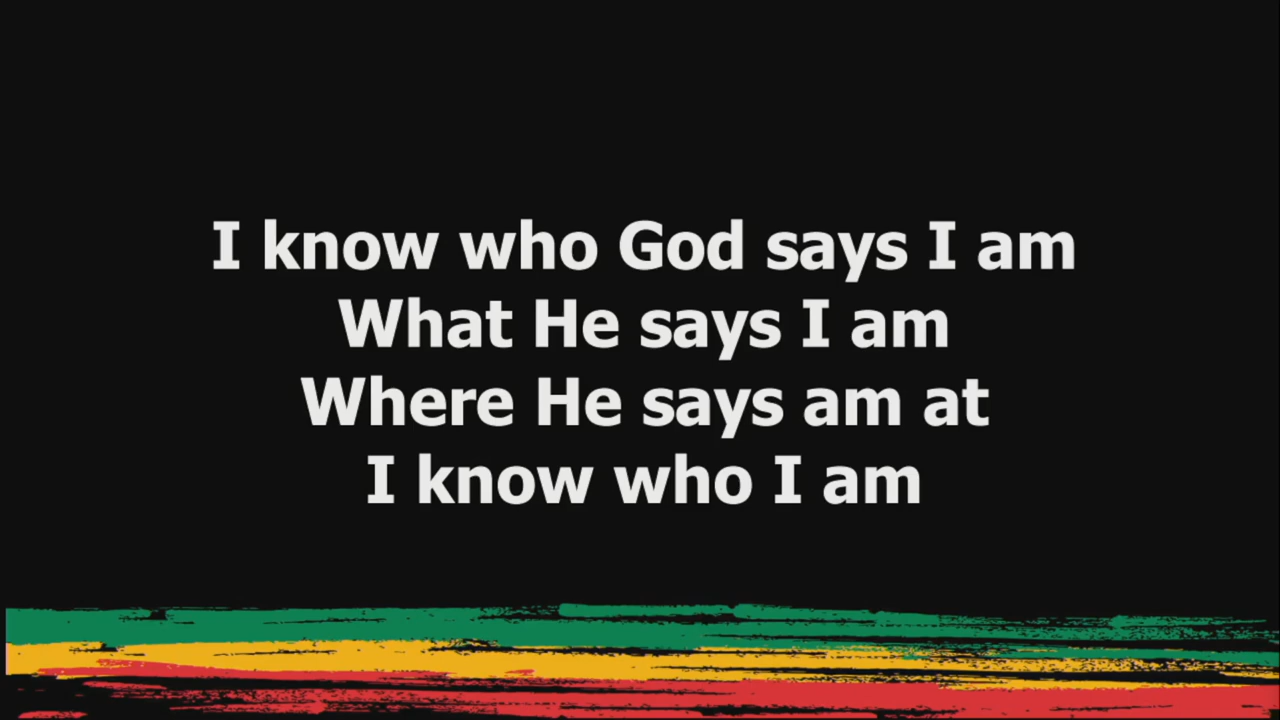 I know who God says I am
What He says I am
Where He says am at
I know who I am